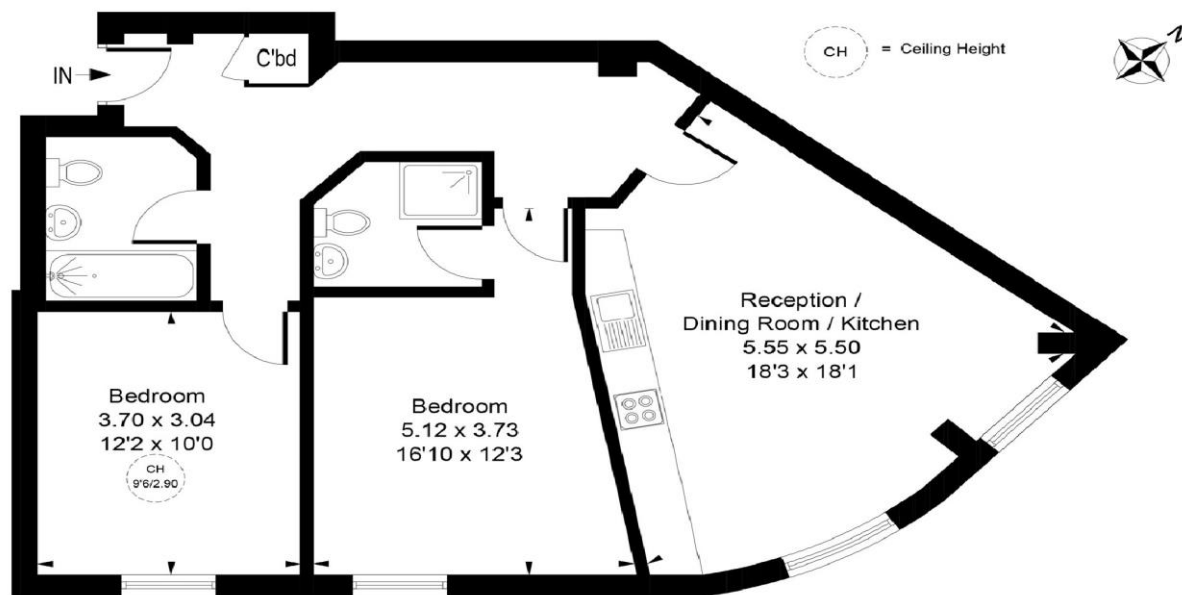 C'bd
CH = Ceiling Height
N
IN
Reception /
Dining Room / Kitchen
5.55 x 5.50
18'3 x 18'1
Bedroom
3.70 x 3.04
12'2 x 10'0
CH
9'6/2.90
Bedroom
5.12 x 3.73
16'10 x 12'3